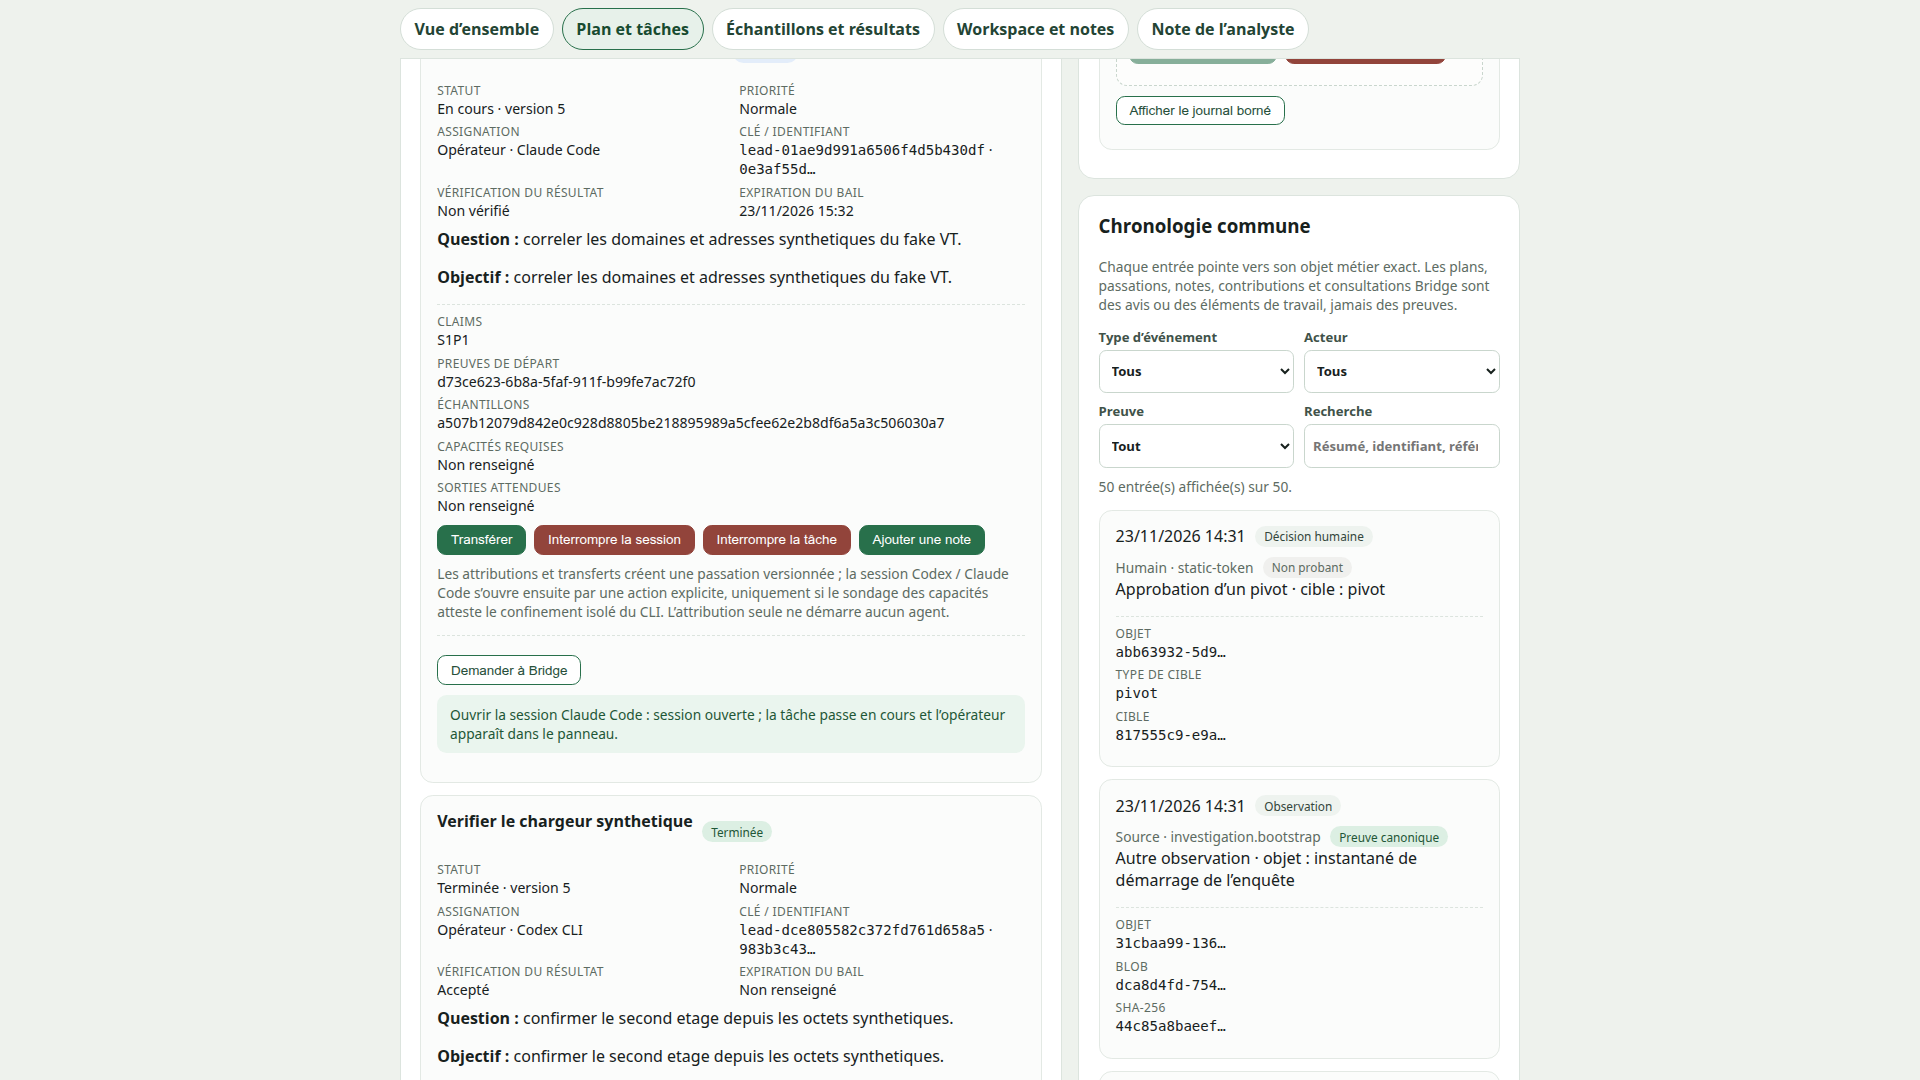 Vue d’ensemble
Plan et tâches
Échantillons et résultats
Workspace et notes
Note de l’analyste
STATUT
En cours · version 5
PRIORITÉ
Normale
ASSIGNATION
Opérateur · Claude Code
CLÉ / IDENTIFIANT
lead-01ae9d991a6506f4d5b430df ·
0e3af55d…
VÉRIFICATION DU RÉSULTAT
Non vérifié
EXPIRATION DU BAIL
23/11/2026 15:32
Question : correler les domaines et adresses synthetiques du fake VT.
Objectif : correler les domaines et adresses synthetiques du fake VT.
CLAIMS
S1P1
PREUVES DE DÉPART
d73ce623-6b8a-5faf-911f-b99fe7ac72f0
ÉCHANTILLONS
a507b12079d842e0c928d8805be218895989a5cfee62e2b8df6a5a3c506030a7
CAPACITÉS REQUISES
Non renseigné
SORTIES ATTENDUES
Non renseigné
Transférer
Interrompre la session
Interrompre la tâche
Ajouter une note
Les attributions et transferts créent une passation versionnée ; la session Codex / Claude
Code s’ouvre ensuite par une action explicite, uniquement si le sondage des capacités
atteste le confinement isolé du CLI. L’attribution seule ne démarre aucun agent.
Demander à Bridge
Ouvrir la session Claude Code : session ouverte ; la tâche passe en cours et l’opérateur
apparaît dans le panneau.
Verifier le chargeur synthetique
Terminée
STATUT
Terminée · version 5
PRIORITÉ
Normale
ASSIGNATION
Opérateur · Codex CLI
CLÉ / IDENTIFIANT
lead-dce805582c372fd761d658a5 ·
983b3c43…
VÉRIFICATION DU RÉSULTAT
Accepté
EXPIRATION DU BAIL
Non renseigné
Question : confirmer le second etage depuis les octets synthetiques.
Objectif : confirmer le second etage depuis les octets synthetiques.
Afficher le journal borné
Chronologie commune
Chaque entrée pointe vers son objet métier exact. Les plans,
passations, notes, contributions et consultations Bridge sont
des avis ou des éléments de travail, jamais des preuves.
Type d’événement
Tous
Acteur
Tous
Preuve
Tout
Recherche
Résumé, identifiant, référ
50 entrée(s) affichée(s) sur 50.
23/11/2026 14:31
Décision humaine
Humain · static-token
Non probant
Approbation d’un pivot · cible : pivot
OBJET
abb63932-5d9…
TYPE DE CIBLE
pivot
CIBLE
817555c9-e9a…
23/11/2026 14:31
Observation
Source · investigation.bootstrap
Preuve canonique
Autre observation · objet : instantané de
démarrage de l’enquête
OBJET
31cbaa99-136…
BLOB
dca8d4fd-754…
SHA-256
44c85a8baeef…